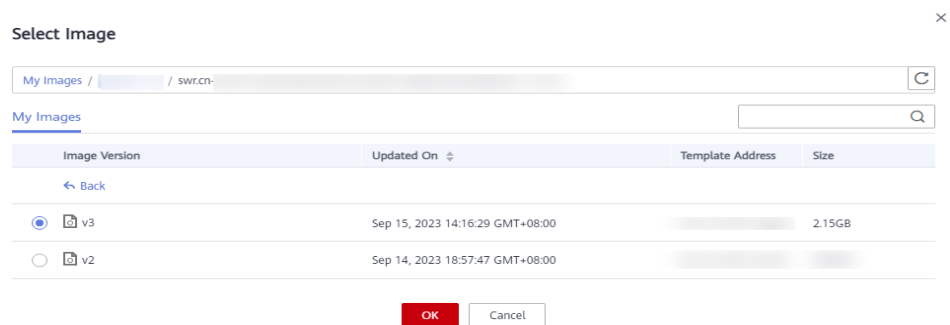 Select Image
My Images / / swr.cn-
My Images
Image Version Updated On Template Address Size
Back
v3 Sep 15, 2023 14:16:29 GMT+08:00 2.15GB
v2 Sep 14, 2023 18:57:47 GMT+08:00
OK Cancel